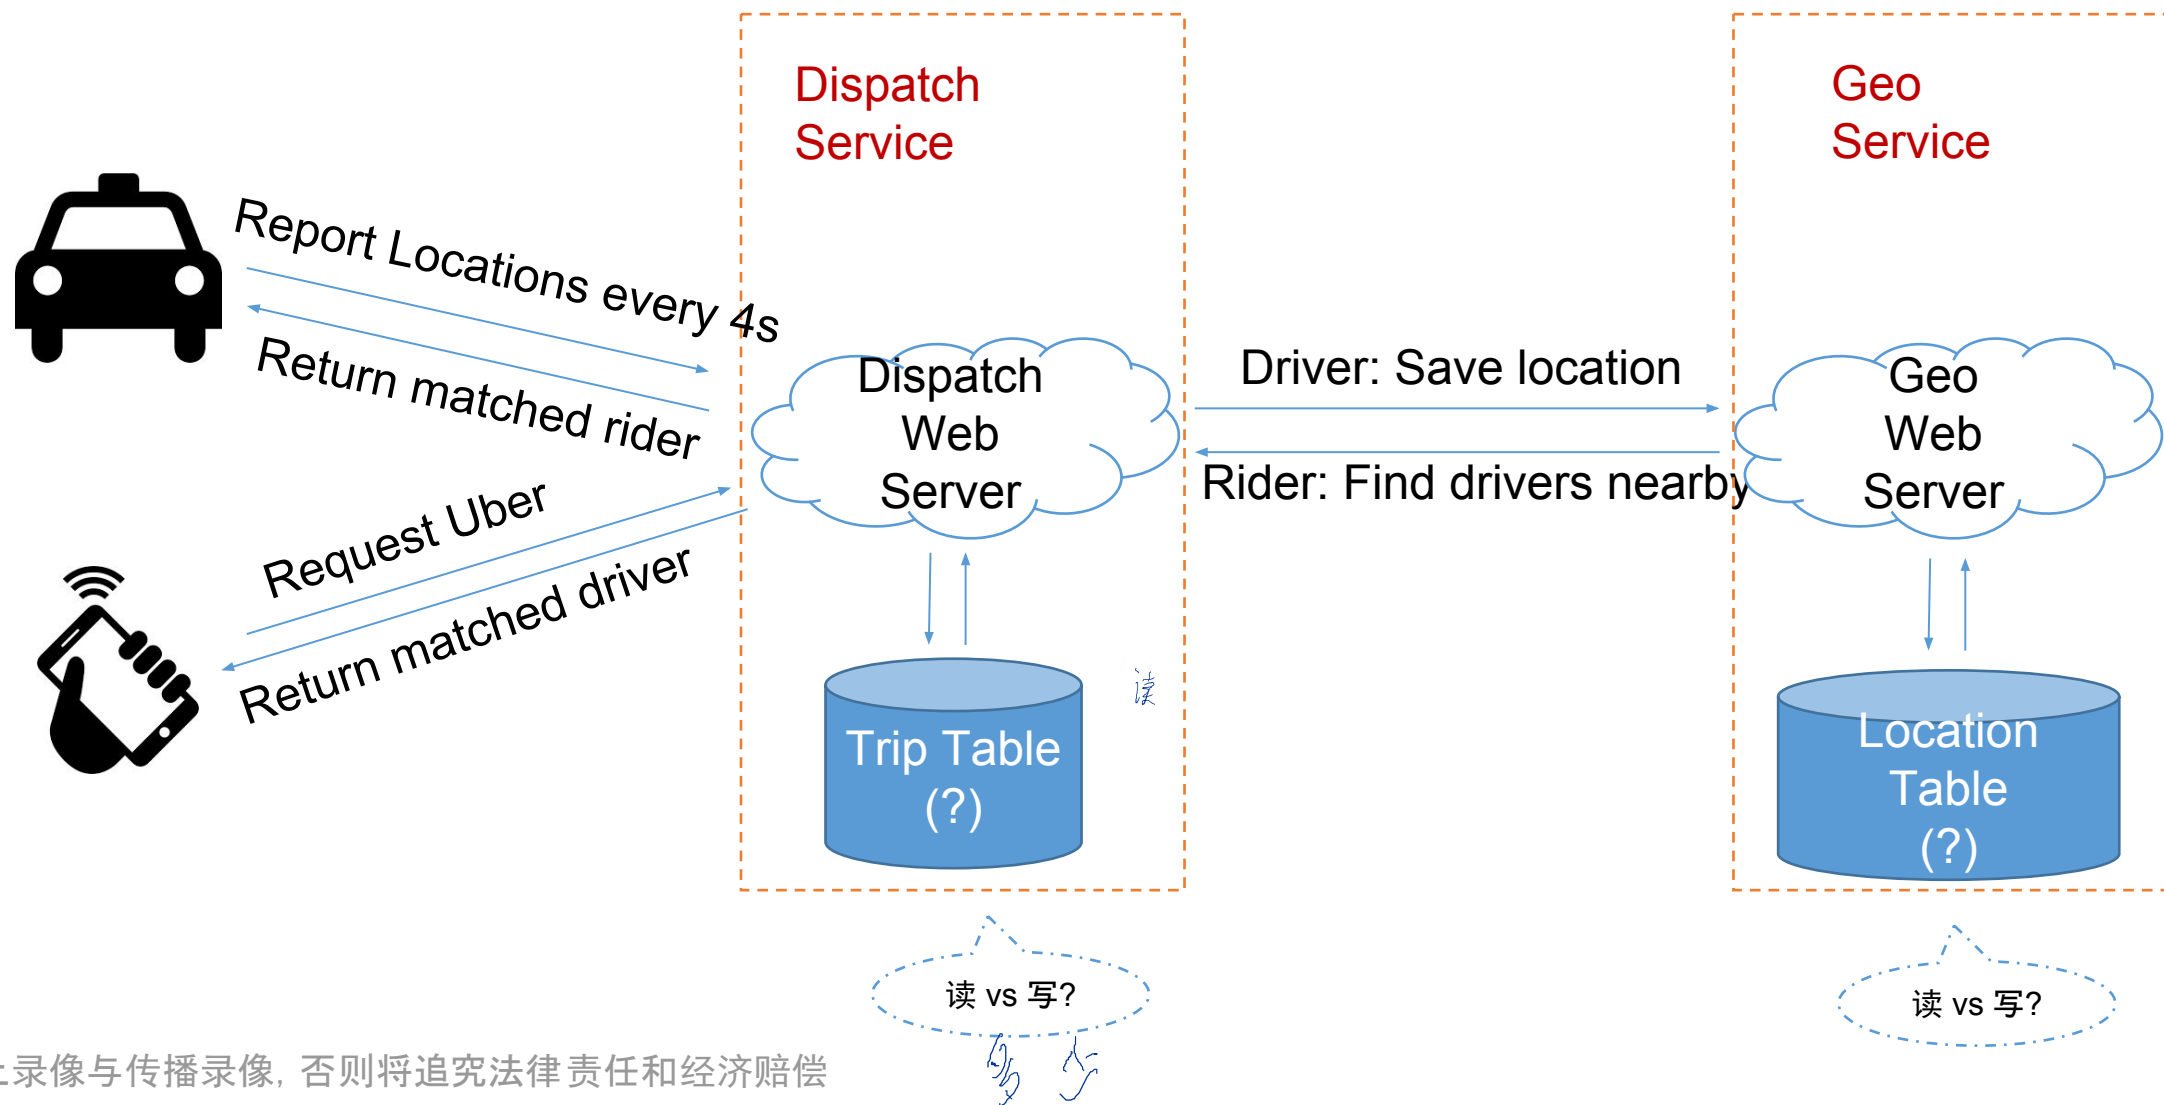 Dispatch
Service
Geo
Service
Report Locations every 4s
Return matched rider
Request Uber
Return matched driver
Dispatch
Web
Server
Driver: Save location
Rider: Find drivers nearby
Geo
Web
Server
Trip Table
(?)
读
Location
Table
(?)
读 vs 写?
多 少
读 vs 写?
录像与传播录像, 否则将追究法律责任和经济赔偿